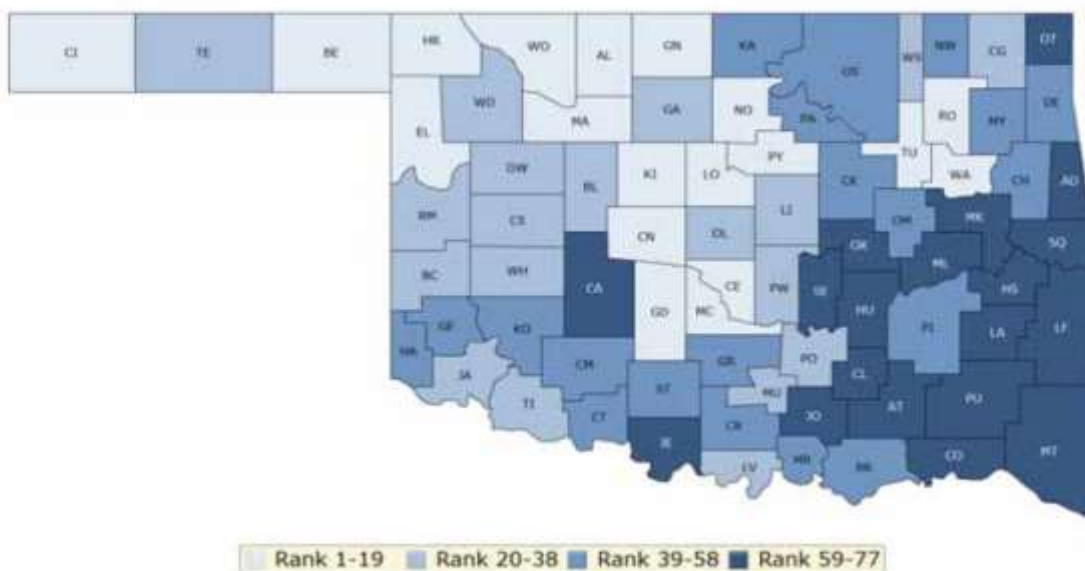 CI TE BE HR WO AL GN KA OS WS NW CG OT
WD MA GA NO PA RO MY DE
EL DW BL KI LO PY TU WA CH AD
RM CS CN OL LI CK OM MK
BC WH CA CE PW OK ML SQ
GD MC SE HU PI HS LF
HA GE KO LA
JA CM ST GR PO CL PU
TI CT MU AT
JE CR JO CO MT
LV MR BR
Rank 1-19 Rank 20-38 Rank 39-58 Rank 59-77